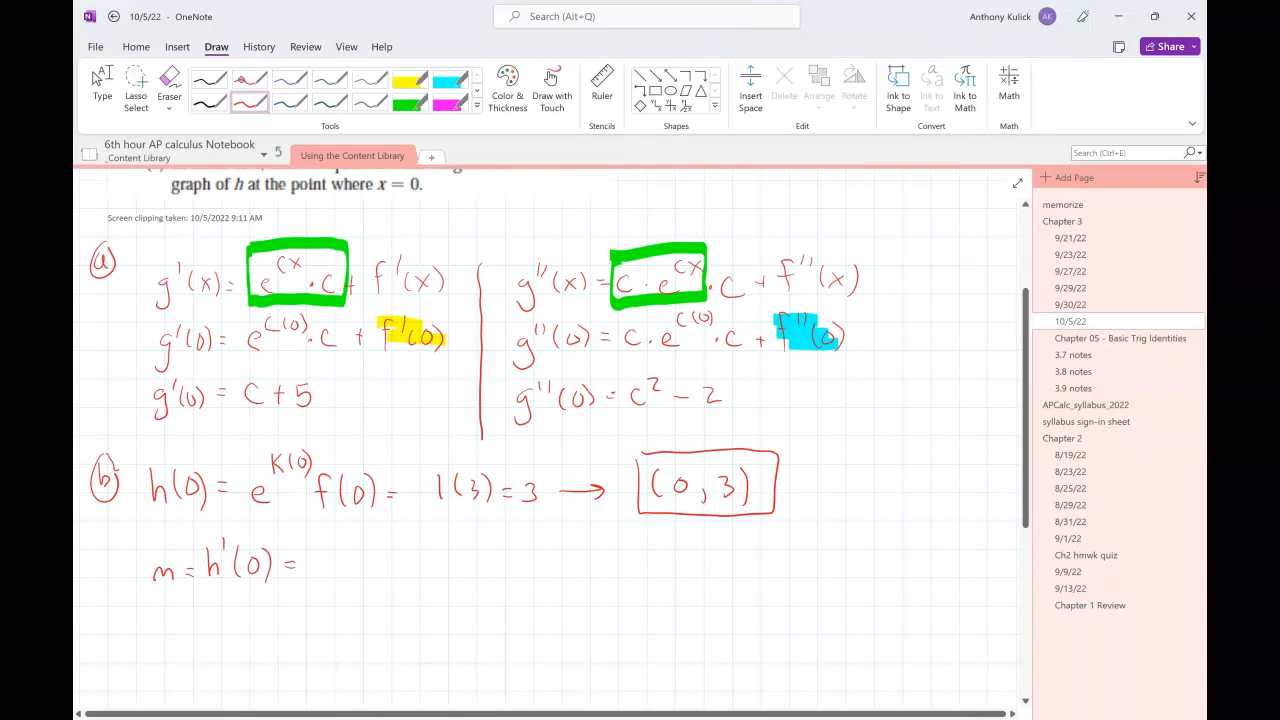 10/5/22 - OneNote
Search (Alt+Q)
Anthony Kulick
AK
File Home Insert Draw History Review View Help
Share
Type
Lasso Select
Eraser
Color & Thickness
Draw with Touch
Ruler
Insert Space
Delete
Arrange
Rotate
Ink to Shape
Ink to Text
Ink to Math
Math
Tools
Stencils
Shapes
Edit
Convert
Math
6th hour AP calculus Notebook
_Content Library
Using the Content Library
Search (Ctrl+E)
graph of h at the point where x = 0.
Screen clipping taken: 10/5/2022 9:11 AM
(a)
g'(x) = e^{cx} · c + f'(x)
g'(0) = e^{c(0)} · c + f'(0)
g'(0) = c + 5
g''(x) = c · e^{cx} · c + f''(x)
g''(0) = c · e^{c(0)} · c + f''(0)
g''(0) = c² - 2
(b) h(0) = e^{k(0)} f(0) = 1(3) = 3 → (0, 3)
m = h'(0) =
Add Page
memorize
Chapter 3
9/21/22
9/23/22
9/27/22
9/29/22
9/30/22
10/5/22
Chapter 05 - Basic Trig Identities
3.7 notes
3.8 notes
3.9 notes
APCalc_syllabus_2022
syllabus sign-in sheet
Chapter 2
8/19/22
8/23/22
8/25/22
8/29/22
8/31/22
9/1/22
Ch2 hmwk quiz
9/9/22
9/13/22
Chapter 1 Review